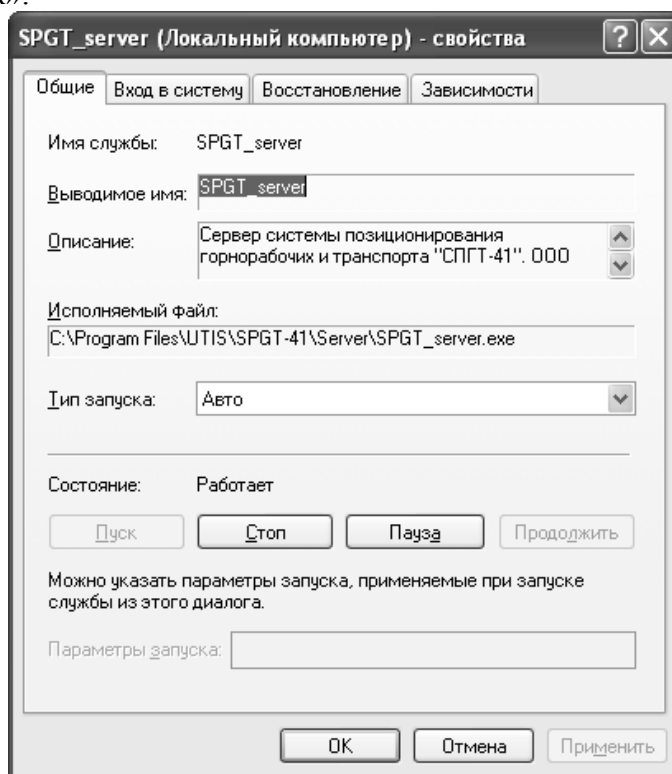 SPGT_server (Локальный компьютер) - свойства
Общие Вход в систему Восстановление Зависимости
Имя службы: SPGT_server
Выводимое имя: SPGT_server
Описание: Сервер системы позиционирования
горнорабочих и транспорта "СПГТ-41". ООО
Исполняемый файл:
C:\Program Files\UTIS\SPGT-41\Server\SPGT_server.exe
Тип запуска: Авто
Состояние: Работает
Пуск Стоп Пауза Продолжить
Можно указать параметры запуска, применяемые при запуске
службы из этого диалога.
Параметры запуска:
OK Отмена Применить